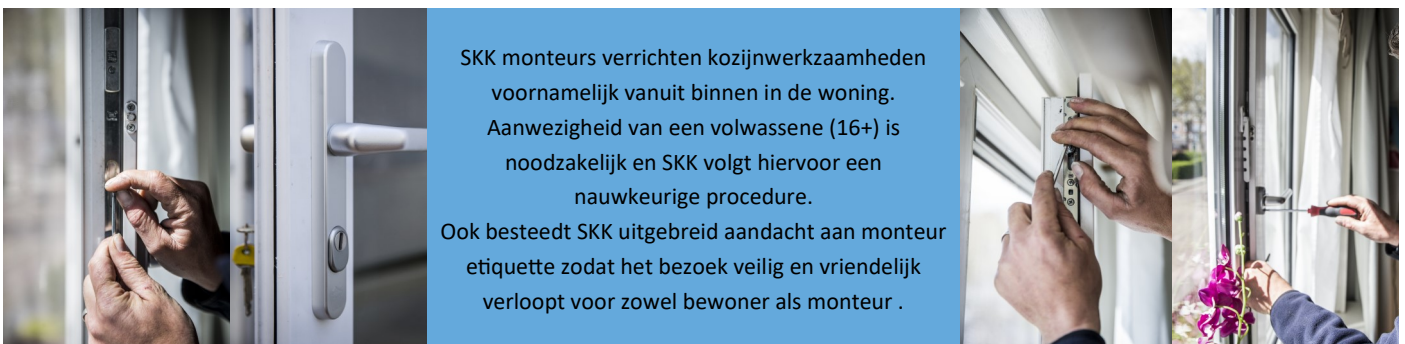 SKK monteurs verrichten kozijnwerkzaamheden
voornamelijk vanuit binnen in de woning.
Aanwezigheid van een volwassene (16+) is
noodzakelijk en SKK volgt hiervoor een
nauwkeurige procedure.
Ook besteedt SKK uitgebreid aandacht aan monteur
etiquette zodat het bezoek veilig en vriendelijk
verloopt voor zowel bewoner als monteur .